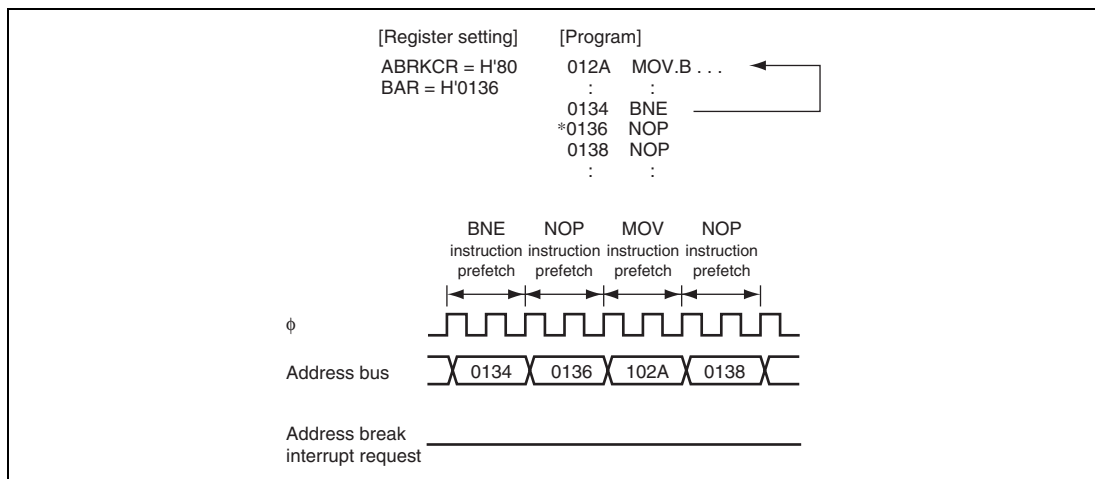 [Register setting] [Program]
ABRKCR = H'80 012A MOV.B . . .
BAR = H'0136 : :
0134 BNE
*0136 NOP
0138 NOP
: :
BNE NOP MOV NOP
instruction instruction instruction instruction
prefetch prefetch prefetch prefetch
φ
Address bus 0134 0136 102A 0138
Address break
interrupt request